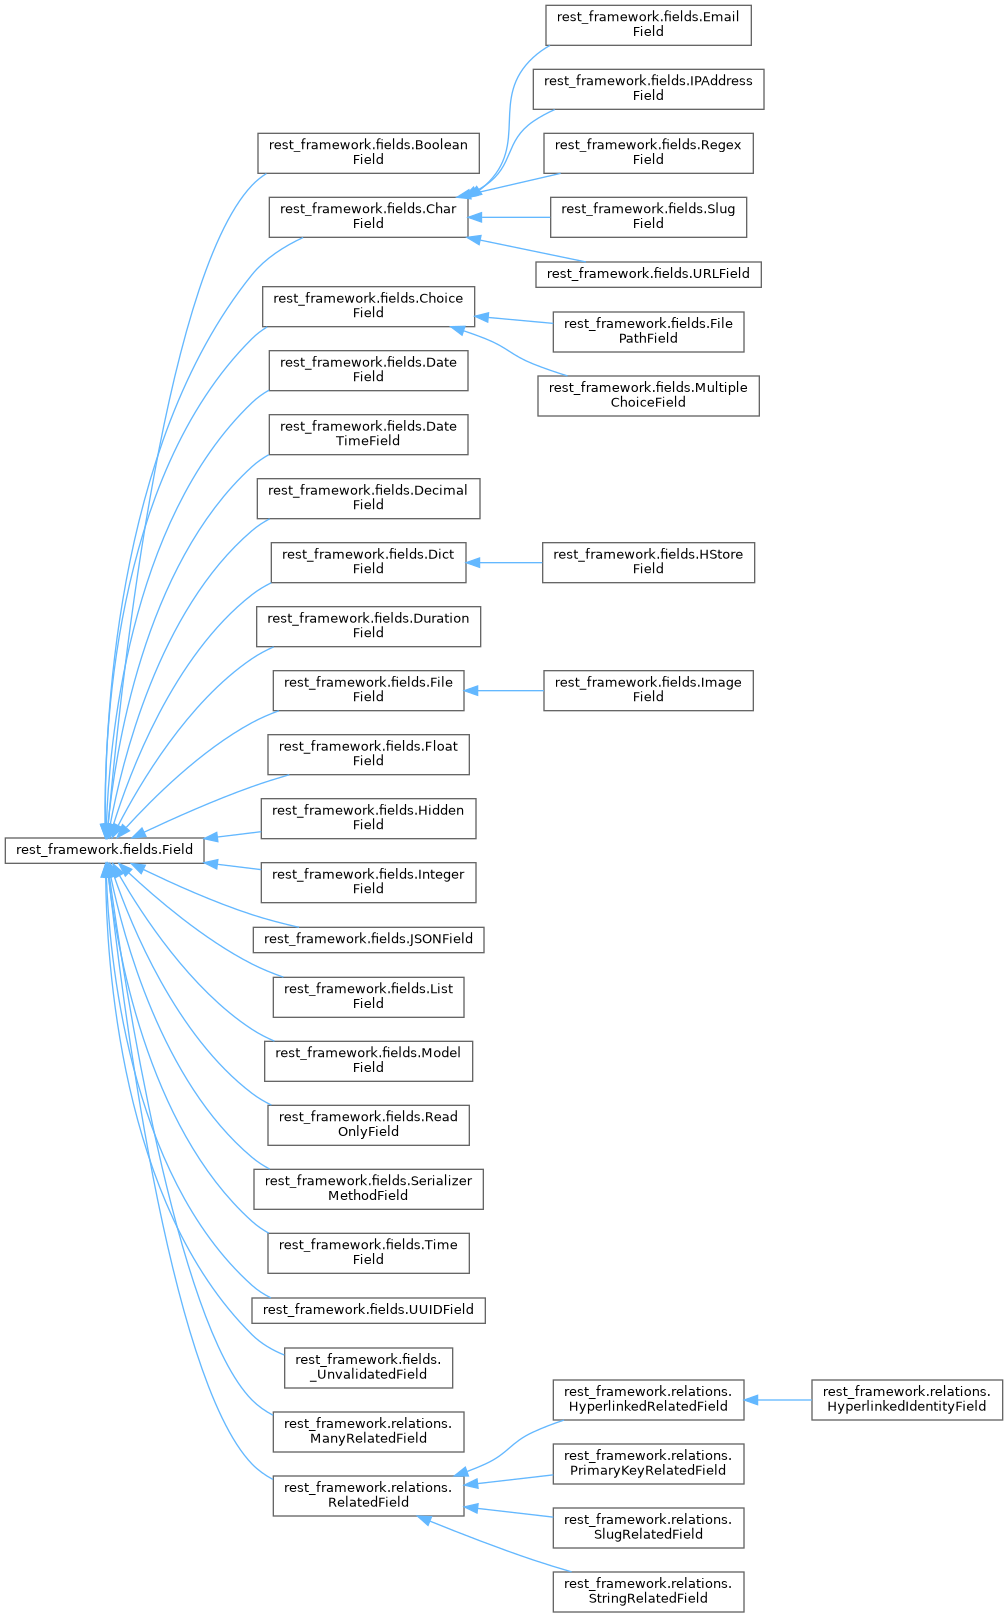 rest_framework.fields.Email
Field
rest_framework.fields.IPAddress
Field
rest_framework.fields.Boolean
Field
rest_framework.fields.Regex
Field
rest_framework.fields.Char
Field
rest_framework.fields.Slug
Field
rest_framework.fields.URLField
rest_framework.fields.Choice
Field
rest_framework.fields.File
PathField
rest_framework.fields.Date
Field
rest_framework.fields.Multiple
ChoiceField
rest_framework.fields.Date
TimeField
rest_framework.fields.Decimal
Field
rest_framework.fields.Dict
Field
rest_framework.fields.HStore
Field
rest_framework.fields.Duration
Field
rest_framework.fields.File
Field
rest_framework.fields.Image
Field
rest_framework.fields.Float
Field
rest_framework.fields.Hidden
Field
rest_framework.fields.Field
rest_framework.fields.Integer
Field
rest_framework.fields.JSONField
rest_framework.fields.List
Field
rest_framework.fields.Model
Field
rest_framework.fields.Read
OnlyField
rest_framework.fields.Serializer
MethodField
rest_framework.fields.Time
Field
rest_framework.fields.UUIDField
rest_framework.fields.
_UnvalidatedField
rest_framework.relations.
HyperlinkedRelatedField
rest_framework.relations.
HyperlinkedIdentityField
rest_framework.relations.
ManyRelatedField
rest_framework.relations.
PrimaryKeyRelatedField
rest_framework.relations.
RelatedField
rest_framework.relations.
SlugRelatedField
rest_framework.relations.
StringRelatedField